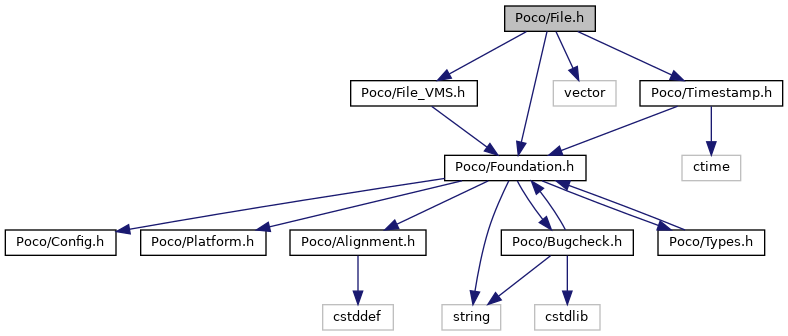 Poco/File.h
Poco/File_VMS.h
vector
Poco/Timestamp.h
Poco/Foundation.h
ctime
Poco/Config.h
Poco/Platform.h
Poco/Alignment.h
Poco/Bugcheck.h
Poco/Types.h
cstddef
string
cstdlib